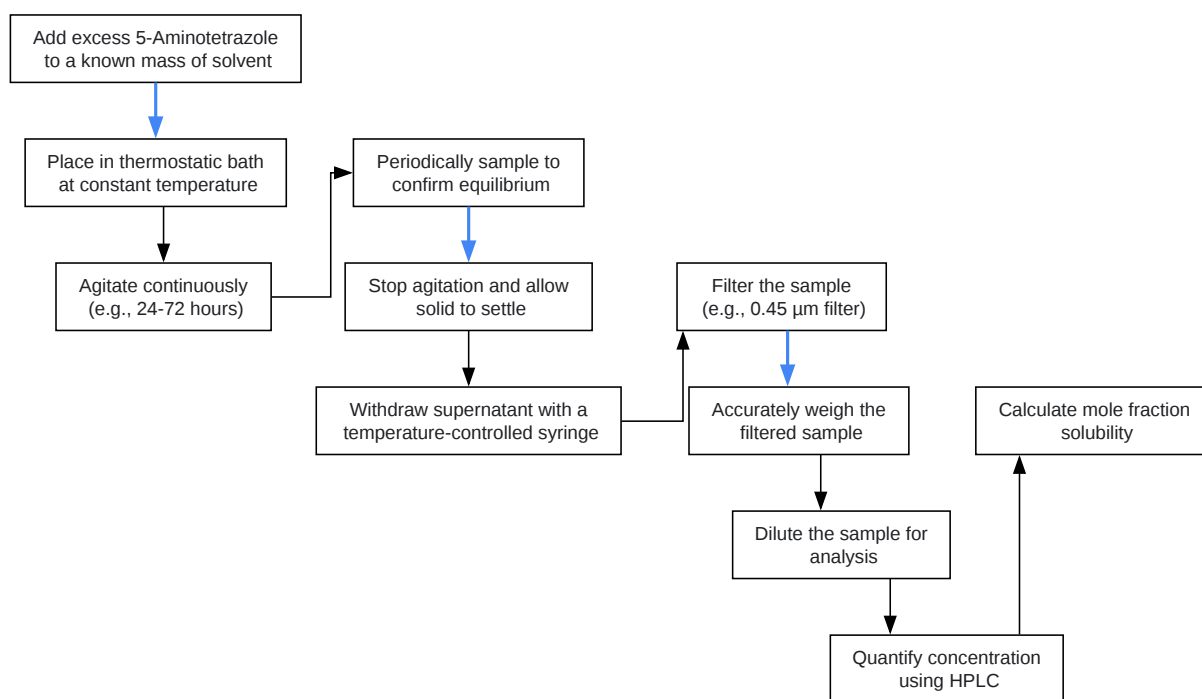 Add excess 5-Aminotetrazole
to a known mass of solvent
Place in thermostatic bath
at constant temperature
Agitate continuously
(e.g., 24-72 hours)
Periodically sample to
confirm equilibrium
Stop agitation and allow
solid to settle
Withdraw supernatant with a
temperature-controlled syringe
Filter the sample
(e.g., 0.45 µm filter)
Accurately weigh the
filtered sample
Dilute the sample for
analysis
Quantify concentration
using HPLC
Calculate mole fraction
solubility